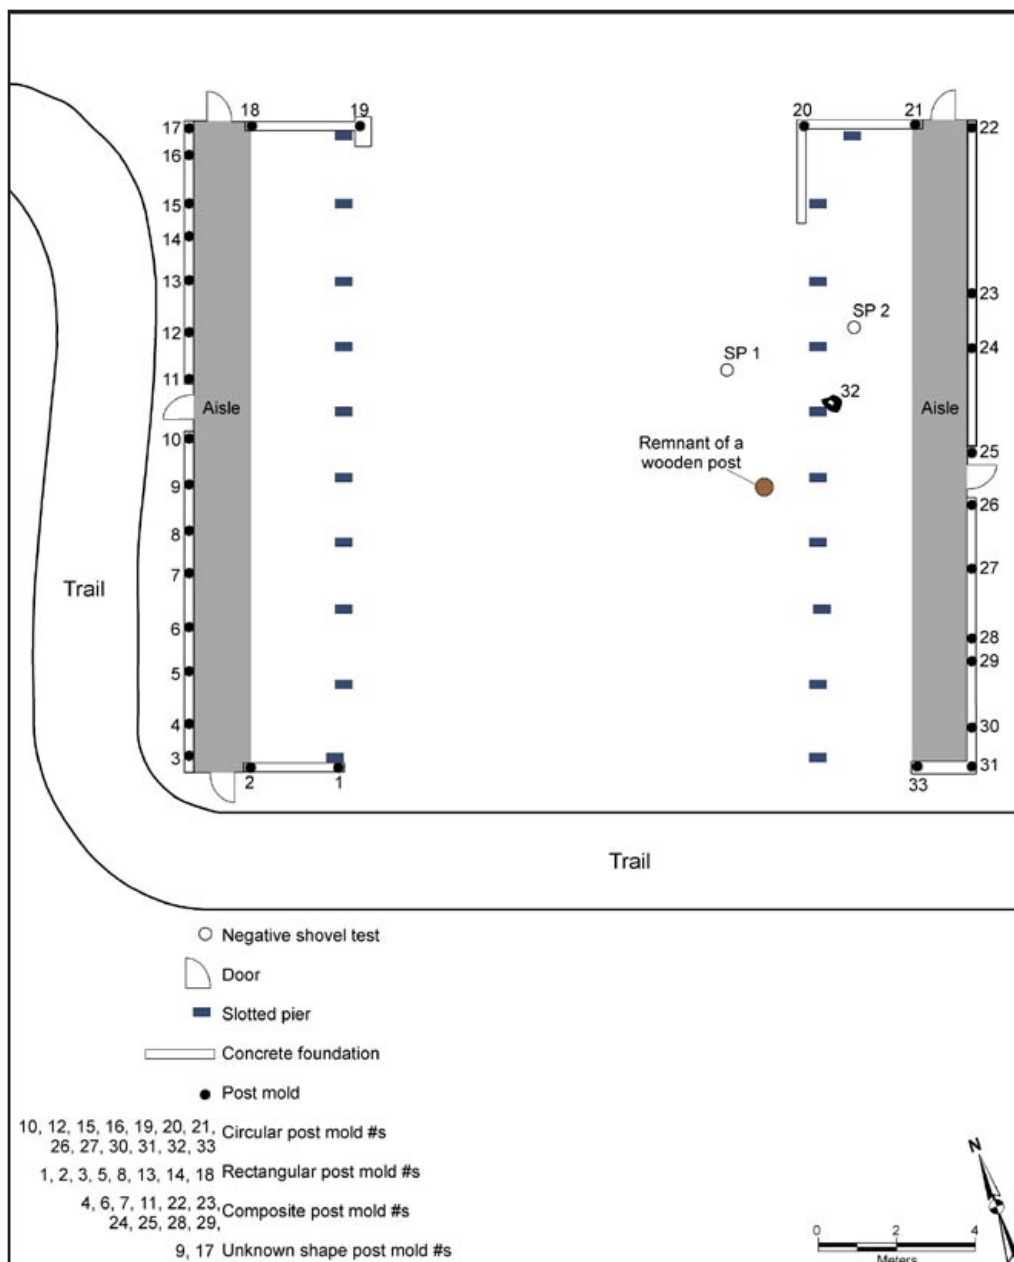 18
19
20
21
17
22
16
15
14
13
23
SP 2
12
24
SP 1
11
32
Aisle
Aisle
10
Remnant of a
wooden post
25
9
26
8
7
27
Trail
6
28
29
5
4
30
3
31
2
1
33
Trail
Negative shovel test
Door
Slotted pier
Concrete foundation
Post mold
10, 12, 15, 16, 19, 20, 21, Circular post mold #s
26, 27, 30, 31, 32, 33
1, 2, 3, 5, 8, 13, 14, 18 Rectangular post mold #s
4, 6, 7, 11, 22, 23, Composite post mold #s
24, 25, 28, 29,
9, 17 Unknown shape post mold #s
N
0 2 4
Meters